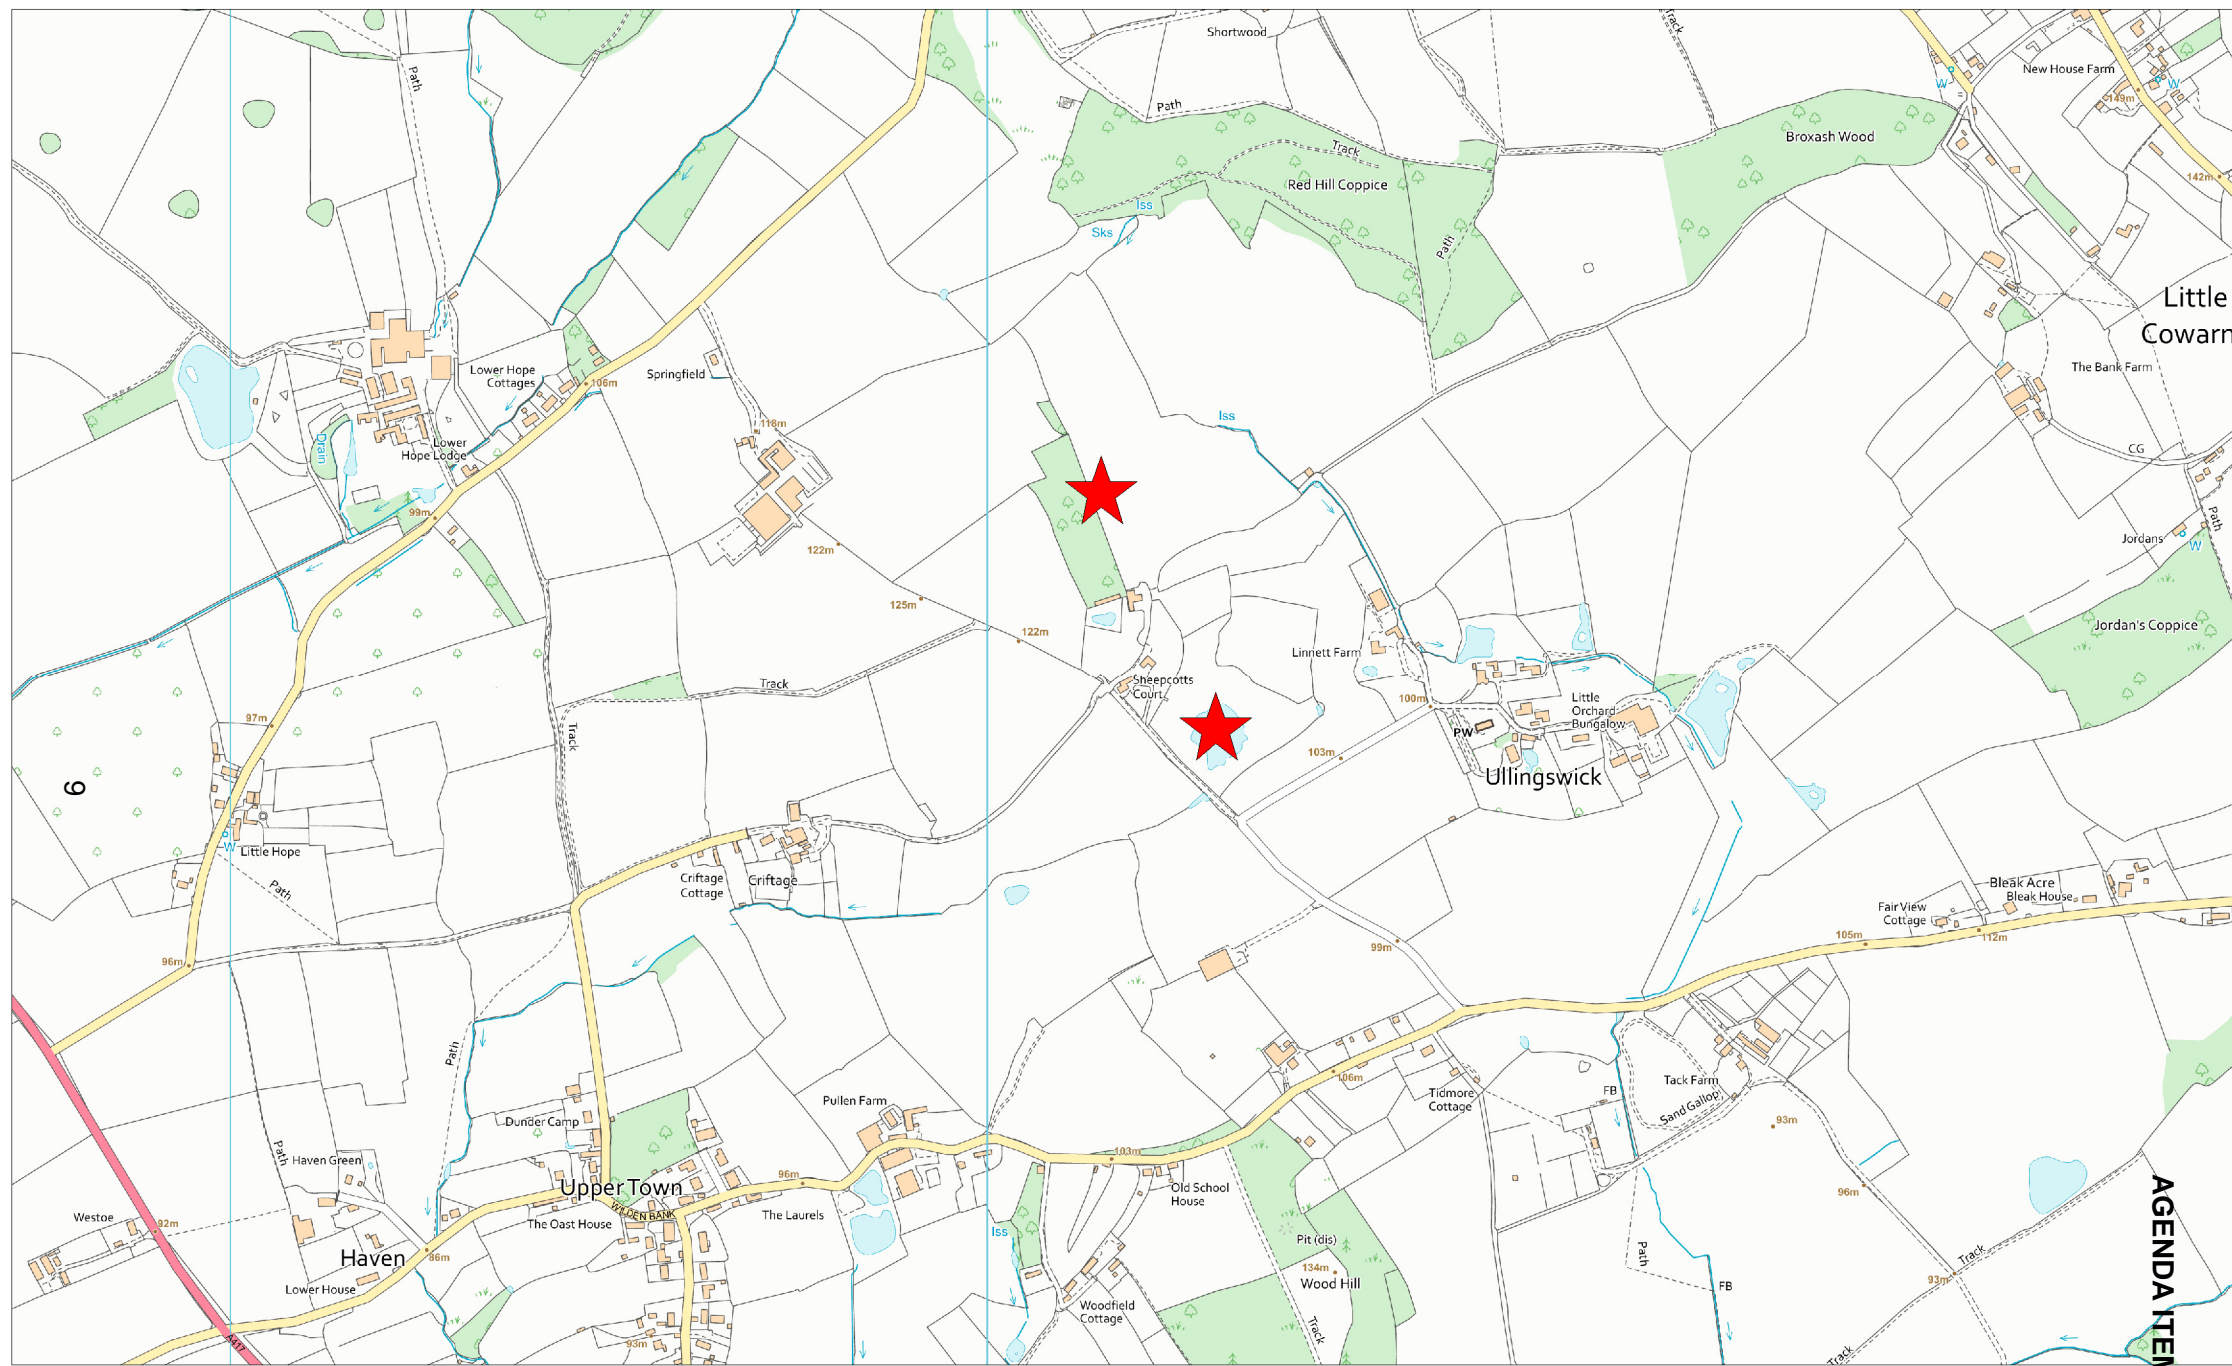 Shortwood
Track
New House Farm
W
W
149m
Path
Path
Broxash Wood
Track
142m
Red Hill Coppice
Iss
Sks
Path
Little
Cowarn
Lower Hope
Cottages
106m
Springfield
The Bank Farm
Iss
118m
Drain
Lower
Hope Lodge
CG
99m
Path
122m
Jordans
W
125m
122m
Jordan's Coppice
Linnett Farm
Track
Sheepcotts
Court
100m
Little
Orchard
Bungalow
97m
Track
PW
103m
Ullingswick
9
W
Little Hope
Criftage
Cottage
Criftage
Path
Bleak Acre
Bleak House
Fair View
Cottage
105m
112m
99m
96m
Path
106m
Tidmore
Cottage
FB
Tack Farm
Sand Gallop
Pullen Farm
Dunder Camp
93m
Path
Haven Green
103m
96m
Upper Town
WILDEN BANK
Old School
House
96m
Westoe
92m
The Oast House
The Laurels
Iss
Pit (dis)
Path
Haven
86m
134m
Wood Hill
Track
93m
FB
Lower House
Woodfield
Cottage
Track
A417
93m
Track
AGENDA ITEM